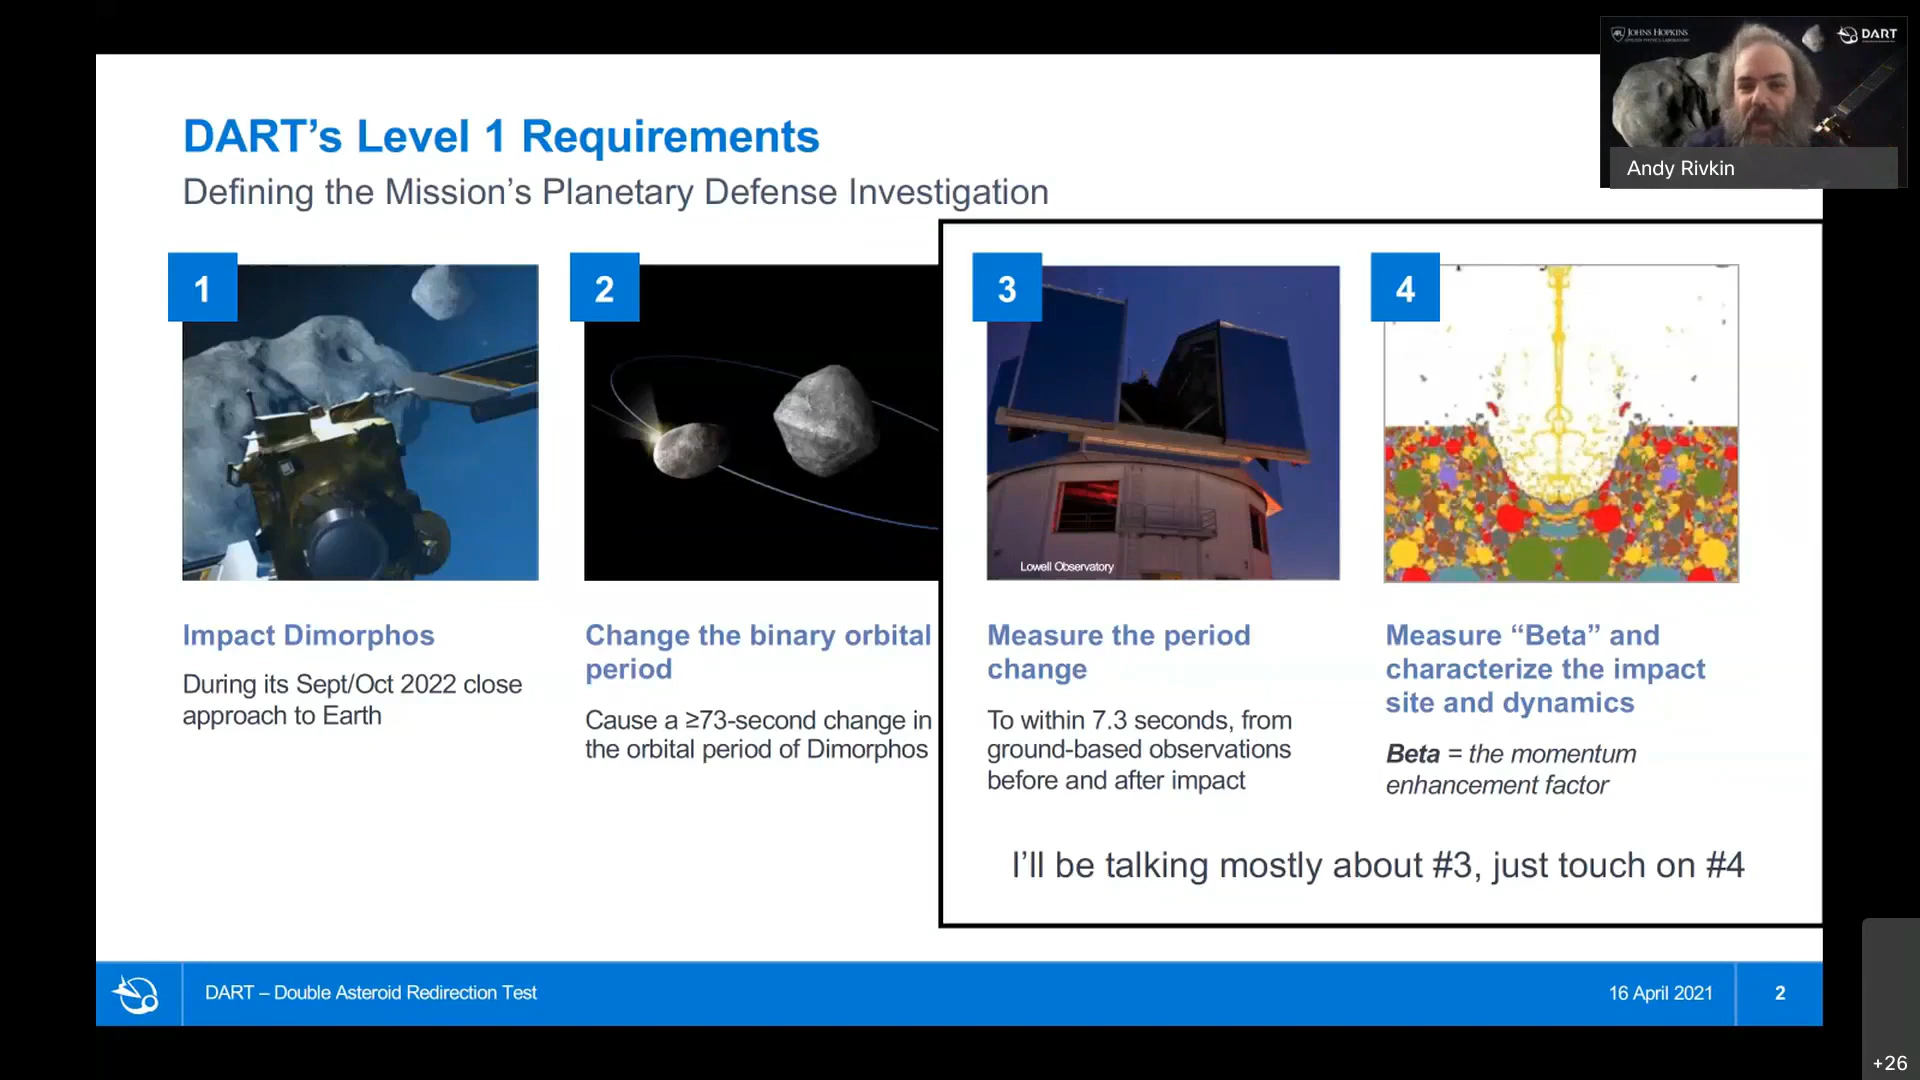 JOHNS HOPKINS
DART
Andy Rivkin
DART’s Level 1 Requirements
Defining the Mission’s Planetary Defense Investigation
1
Impact Dimorphos
During its Sept/Oct 2022 close
approach to Earth
2
Change the binary orbital
period
Cause a ≥73-second change in
the orbital period of Dimorphos
3
Lowell Observatory
Measure the period
change
To within 7.3 seconds, from
ground-based observations
before and after impact
4
Measure “Beta” and
characterize the impact
site and dynamics
Beta = the momentum
enhancement factor
I’ll be talking mostly about #3, just touch on #4
DART – Double Asteroid Redirection Test
16 April 2021
2
+26